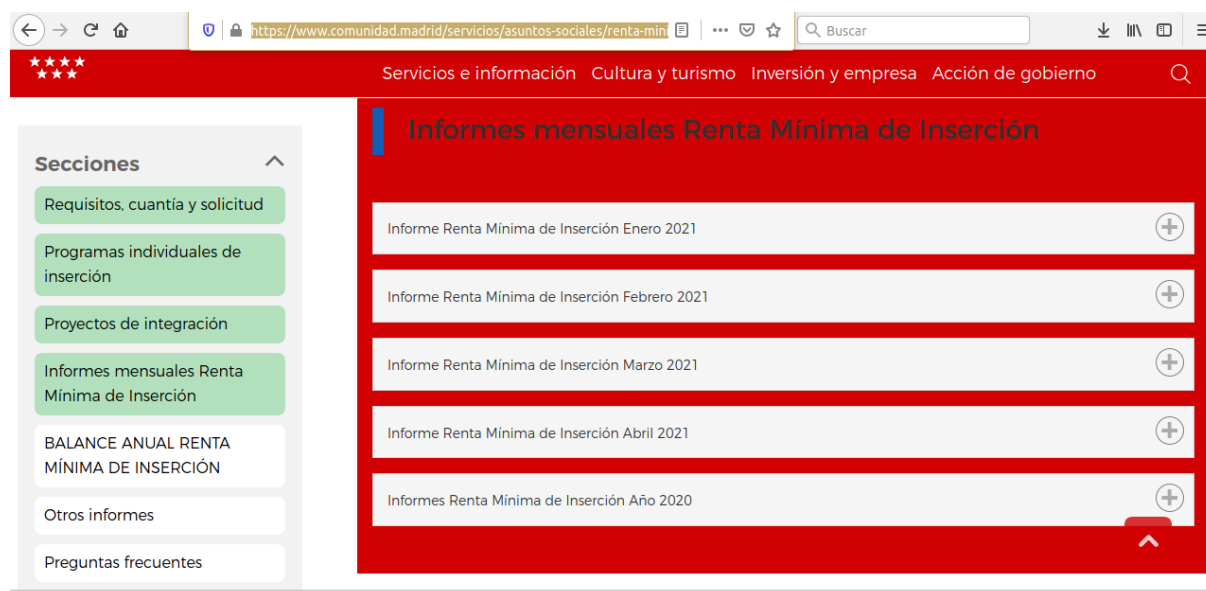 https://www.comunidad.madrid/servicios/asuntos-sociales/renta-mini
Buscar
Servicios e información Cultura y turismo Inversión y empresa Acción de gobierno
Informes mensuales Renta Mínima de Inserción
Secciones
Requisitos, cuantía y solicitud
Programas individuales de
inserción
Proyectos de integración
Informes mensuales Renta
Mínima de Inserción
BALANCE ANUAL RENTA
MÍNIMA DE INSERCIÓN
Otros informes
Preguntas frecuentes
Informe Renta Mínima de Inserción Enero 2021
Informe Renta Mínima de Inserción Febrero 2021
Informe Renta Mínima de Inserción Marzo 2021
Informe Renta Mínima de Inserción Abril 2021
Informes Renta Mínima de Inserción Año 2020